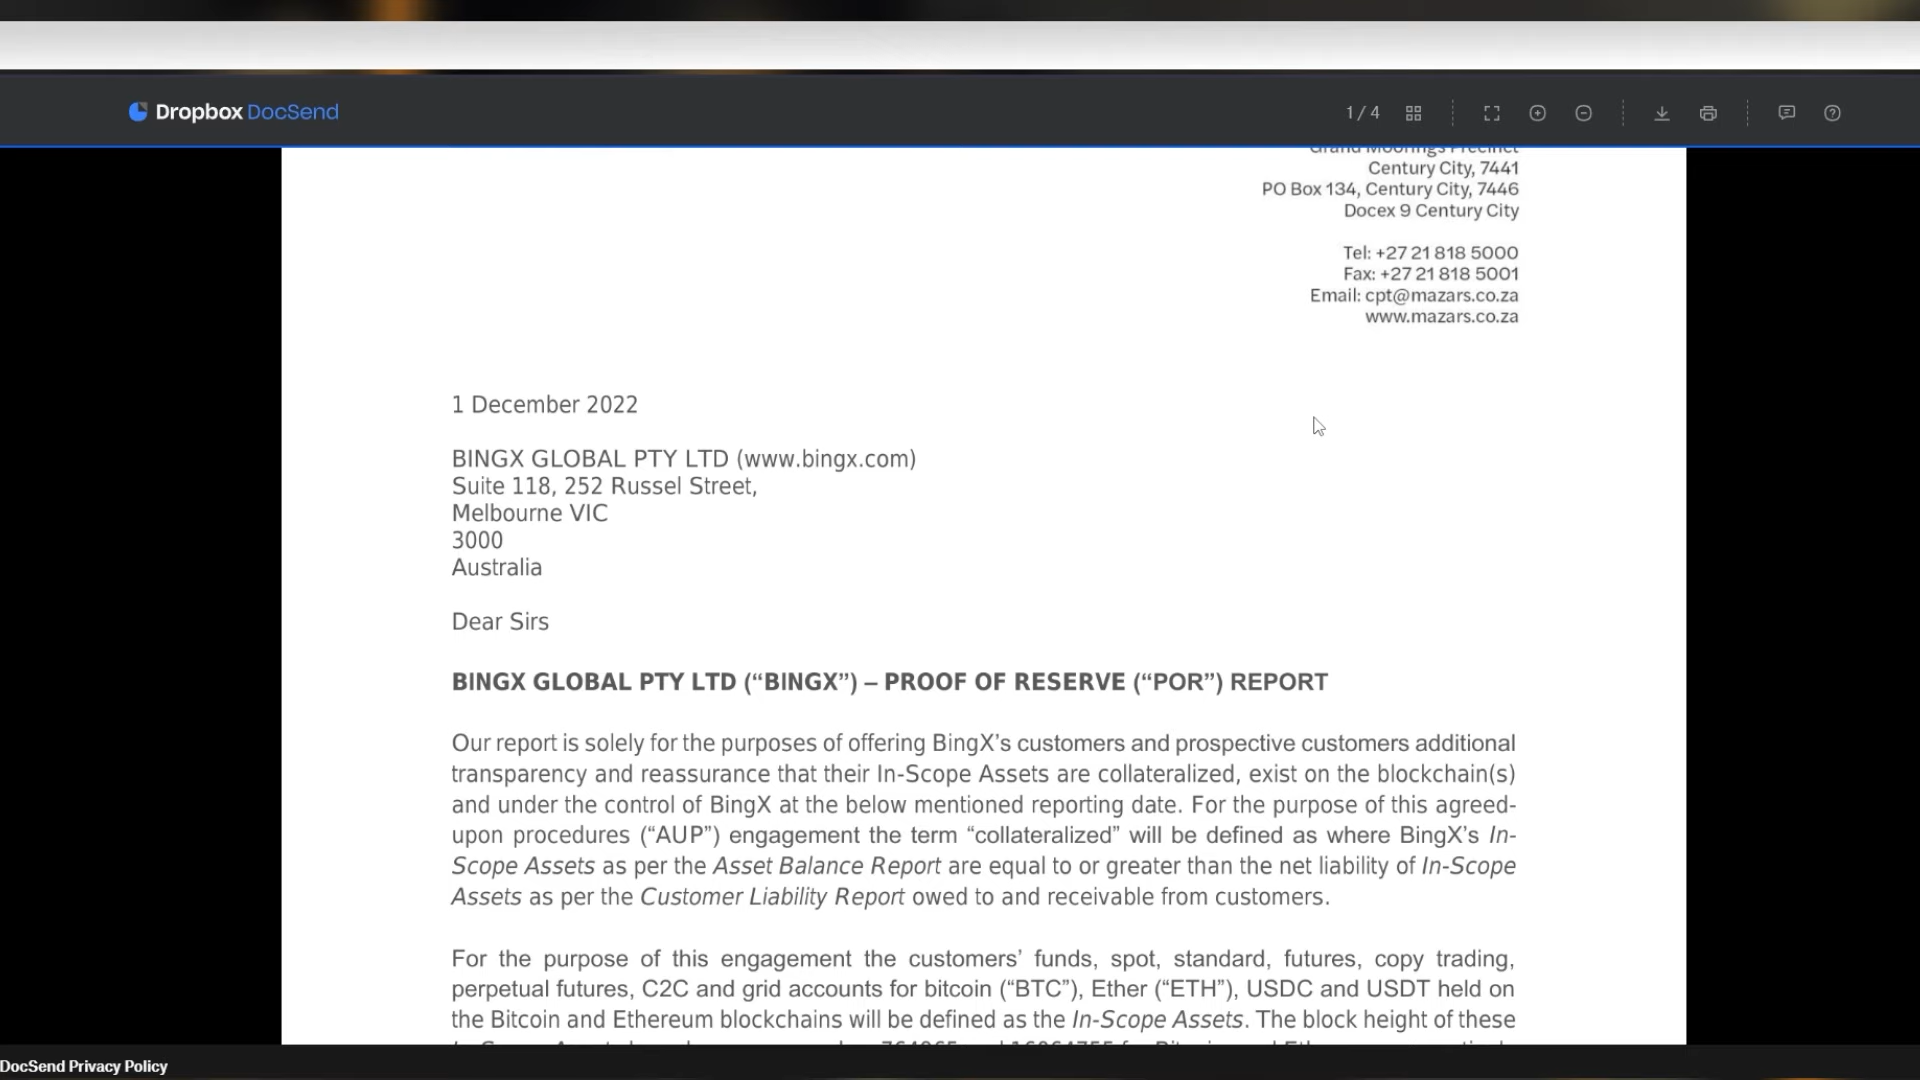 Dropbox DocSend
1 / 4
Grand Moorings Precinct
Century City, 7441
PO Box 134, Century City, 7446
Docex 9 Century City
Tel: +27 21 818 5000
Fax: +27 21 818 5001
Email: cpt@mazars.co.za
www.mazars.co.za
1 December 2022
BINGX GLOBAL PTY LTD (www.bingx.com)
Suite 118, 252 Russel Street,
Melbourne VIC
3000
Australia
Dear Sirs
BINGX GLOBAL PTY LTD (“BINGX”) – PROOF OF RESERVE (“POR”) REPORT
Our report is solely for the purposes of offering BingX’s customers and prospective customers additional
transparency and reassurance that their In-Scope Assets are collateralized, exist on the blockchain(s)
and under the control of BingX at the below mentioned reporting date. For the purpose of this agreed-
upon procedures (“AUP”) engagement the term “collateralized” will be defined as where BingX’s In-
Scope Assets as per the Asset Balance Report are equal to or greater than the net liability of In-Scope
Assets as per the Customer Liability Report owed to and receivable from customers.
For the purpose of this engagement the customers’ funds, spot, standard, futures, copy trading,
perpetual futures, C2C and grid accounts for bitcoin (“BTC”), Ether (“ETH”), USDC and USDT held on
the Bitcoin and Ethereum blockchains will be defined as the In-Scope Assets. The block height of these
DocSend Privacy Policy